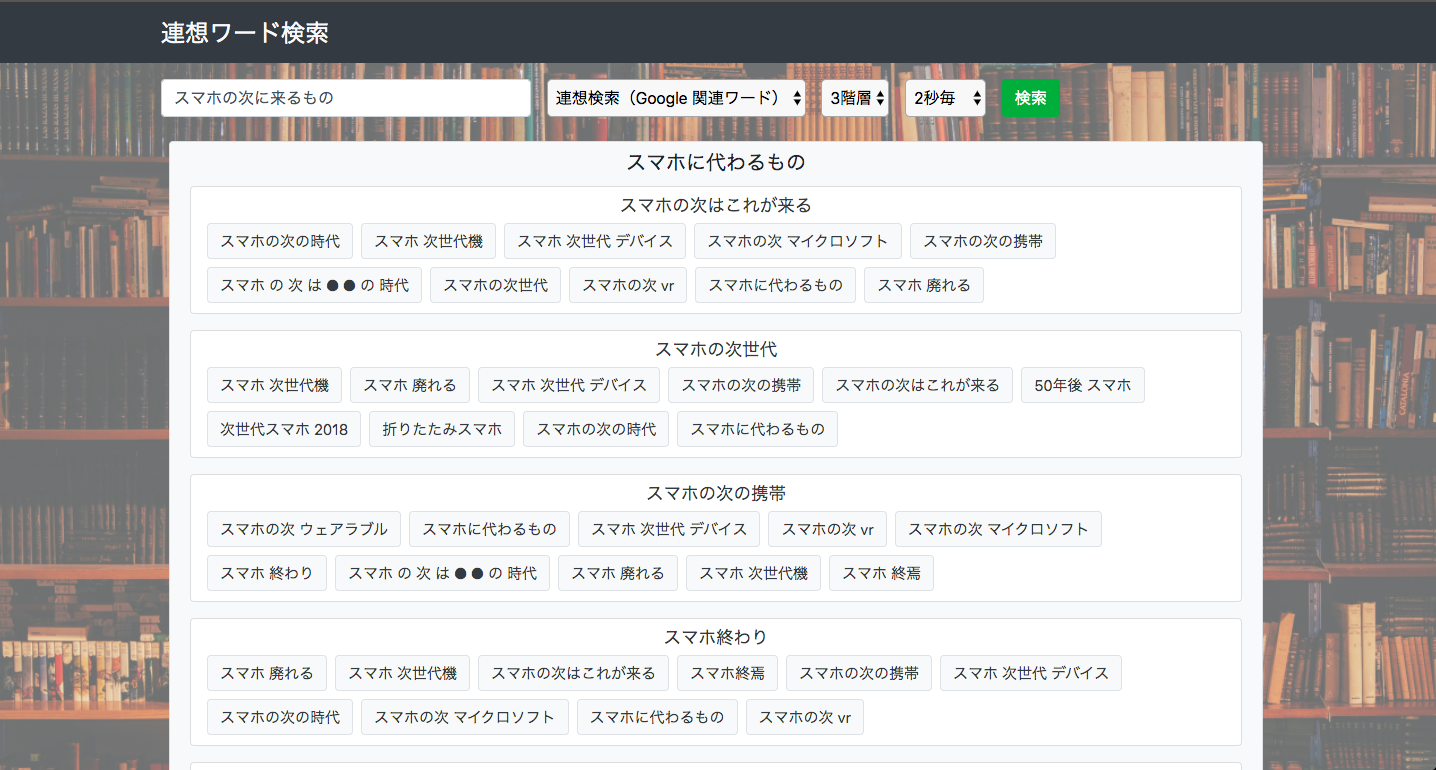 連想ワード検索
スマホの次に来るもの 連想検索（Google 関連ワード） 3階層 2秒毎 検索
スマホに代わるもの
スマホの次はこれが来る
スマホの次の時代 スマホ 次世代機 スマホ 次世代 デバイス スマホの次 マイクロソフト スマホの次の携帯
スマホ の 次 は ● ● の 時代 スマホの次世代 スマホの次 vr スマホに代わるもの スマホ 廃れる
スマホの次世代
スマホ 次世代機 スマホ 廃れる スマホ 次世代 デバイス スマホの次の携帯 スマホの次はこれが来る 50年後 スマホ
次世代スマホ 2018 折りたたみスマホ スマホの次の時代 スマホに代わるもの
スマホの次の携帯
スマホの次 ウェアラブル スマホに代わるもの スマホ 次世代 デバイス スマホの次 vr スマホの次 マイクロソフト
スマホ 終わり スマホ の 次 は ● ● の 時代 スマホ 廃れる スマホ 次世代機 スマホ 終焉
スマホ終わり
スマホ 廃れる スマホ 次世代機 スマホの次はこれが来る スマホ終焉 スマホの次の携帯 スマホ 次世代 デバイス
スマホの次の時代 スマホの次 マイクロソフト スマホに代わるもの スマホの次 vr
CATALONIA